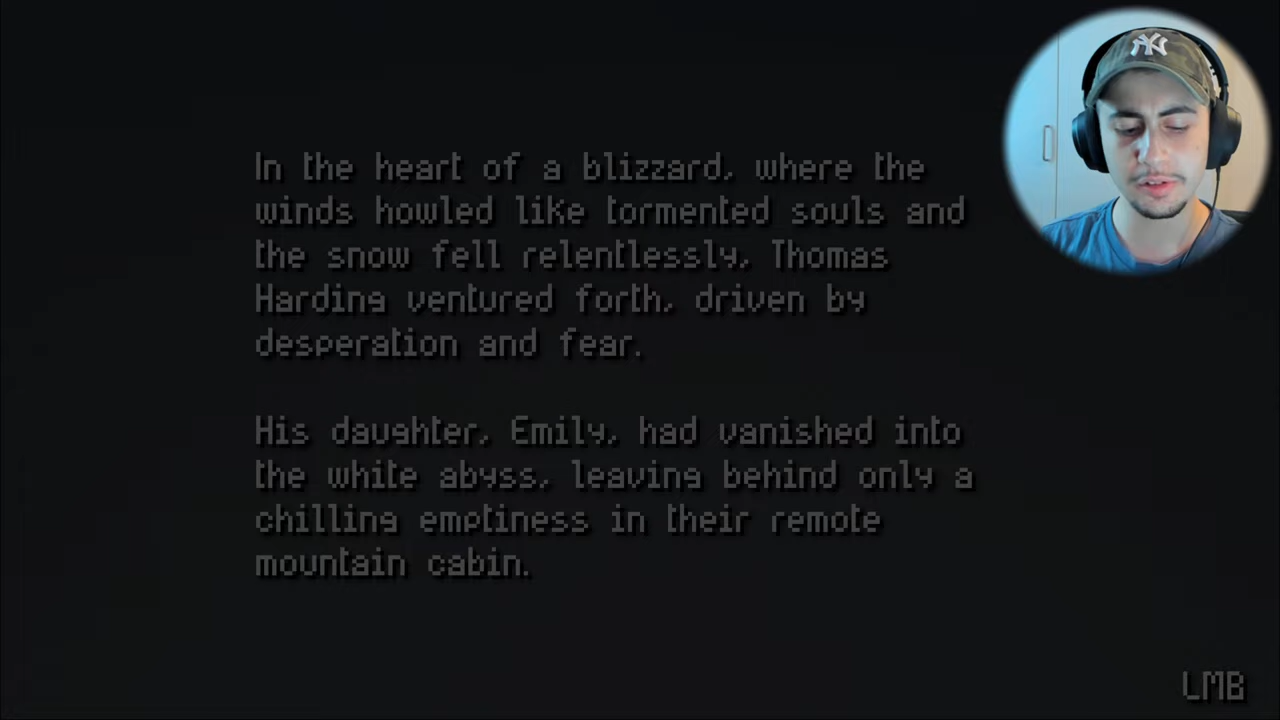 In the heart of a blizzard, where the
winds howled like tormented souls and
the snow fell relentlessly, Thomas
Harding ventured forth, driven by
desperation and fear.
His daughter, Emily, had vanished into
the white abyss, leaving behind only a
chilling emptiness in their remote
mountain cabin.
LMB
NY